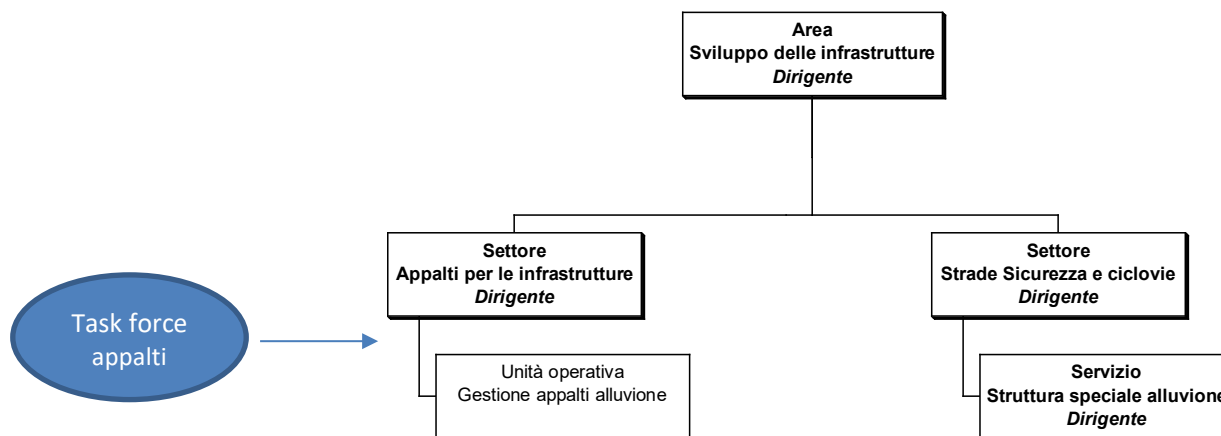 Area
Sviluppo delle infrastrutture
Dirigente
Settore
Appalti per le infrastrutture
Dirigente
Settore
Strade Sicurezza e ciclovie
Dirigente
Task force
appalti
Unità operativa
Gestione appalti alluvione
Servizio
Struttura speciale alluvione
Dirigente